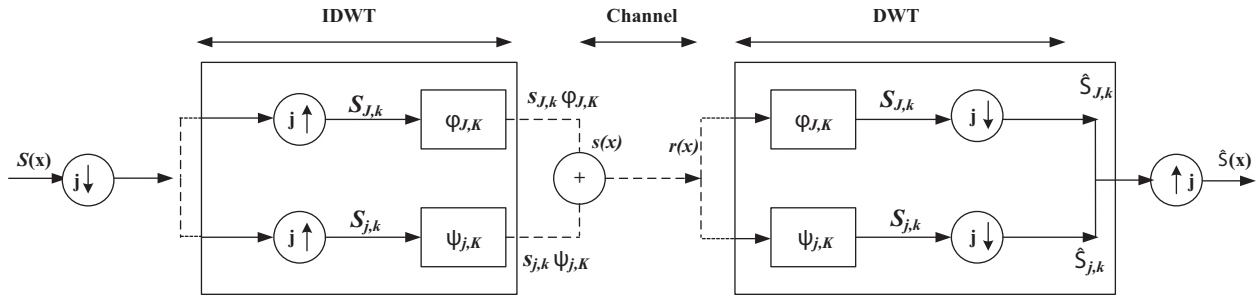 IDWT
Channel
DWT
S(x)
j↓
j↑
S_{J,k}
φ_{J,K}
s_{J,k} φ_{J,K}
j↑
S_{j,k}
ψ_{j,K}
s_{j,k} ψ_{j,K}
s(x)
+
r(x)
φ_{J,K}
S_{J,k}
j↓
Ŝ_{J,k}
ψ_{j,K}
S_{j,k}
j↓
Ŝ_{j,k}
↑j
Ŝ(x)